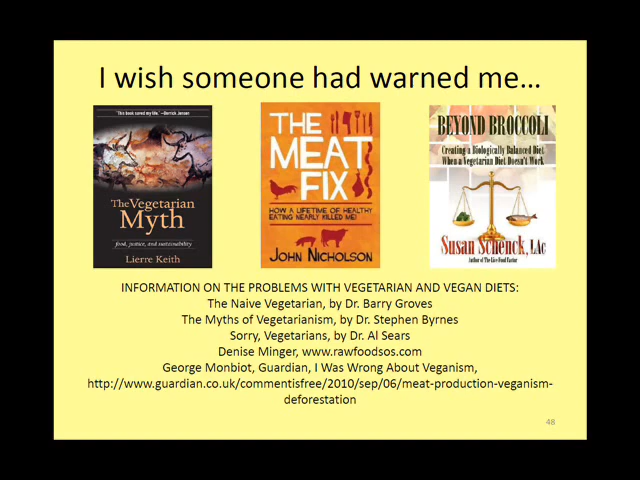 I wish someone had warned me...
"This book saved my life." —Derrick Jensen
The Vegetarian
Myth
food, justice, and sustainability
Lierre Keith
THE
MEAT
FIX
HOW A LIFETIME OF HEALTHY
EATING NEARLY KILLED ME!
JOHN NICHOLSON
BEYOND BROCCOLI
Creating a Biologically Balanced Diet
When a Vegetarian Diet Doesn't Work
SUSAN SCHENCK, LAC
Author of The Live Food Factor
INFORMATION ON THE PROBLEMS WITH VEGETARIAN AND VEGAN DIETS:
The Naive Vegetarian, by Dr. Barry Groves
The Myths of Vegetarianism, by Dr. Stephen Byrnes
Sorry, Vegetarians, by Dr. Al Sears
Denise Minger, www.rawfoodsos.com
George Monbiot, Guardian, I Was Wrong About Veganism,
http://www.guardian.co.uk/commentisfree/2010/sep/06/meat-production-veganism-
deforestation
48